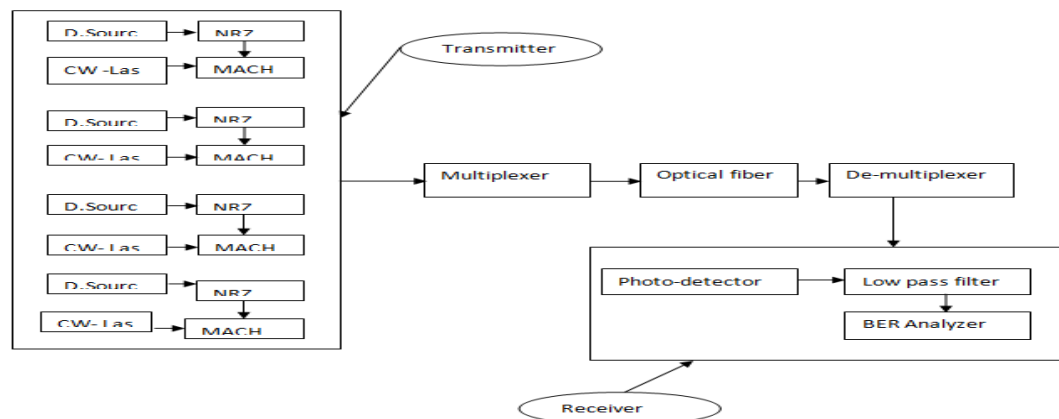 D.Sourc
NRZ
CW -Las
MACH
D.Sourc
NRZ
CW- Las
MACH
D.Sourc
NRZ
CW- Las
MACH
D.Sourc
NRZ
CW- Las
MACH
Transmitter
Multiplexer
Optical fiber
De-multiplexer
Photo-detector
Low pass filter
BER Analyzer
Receiver